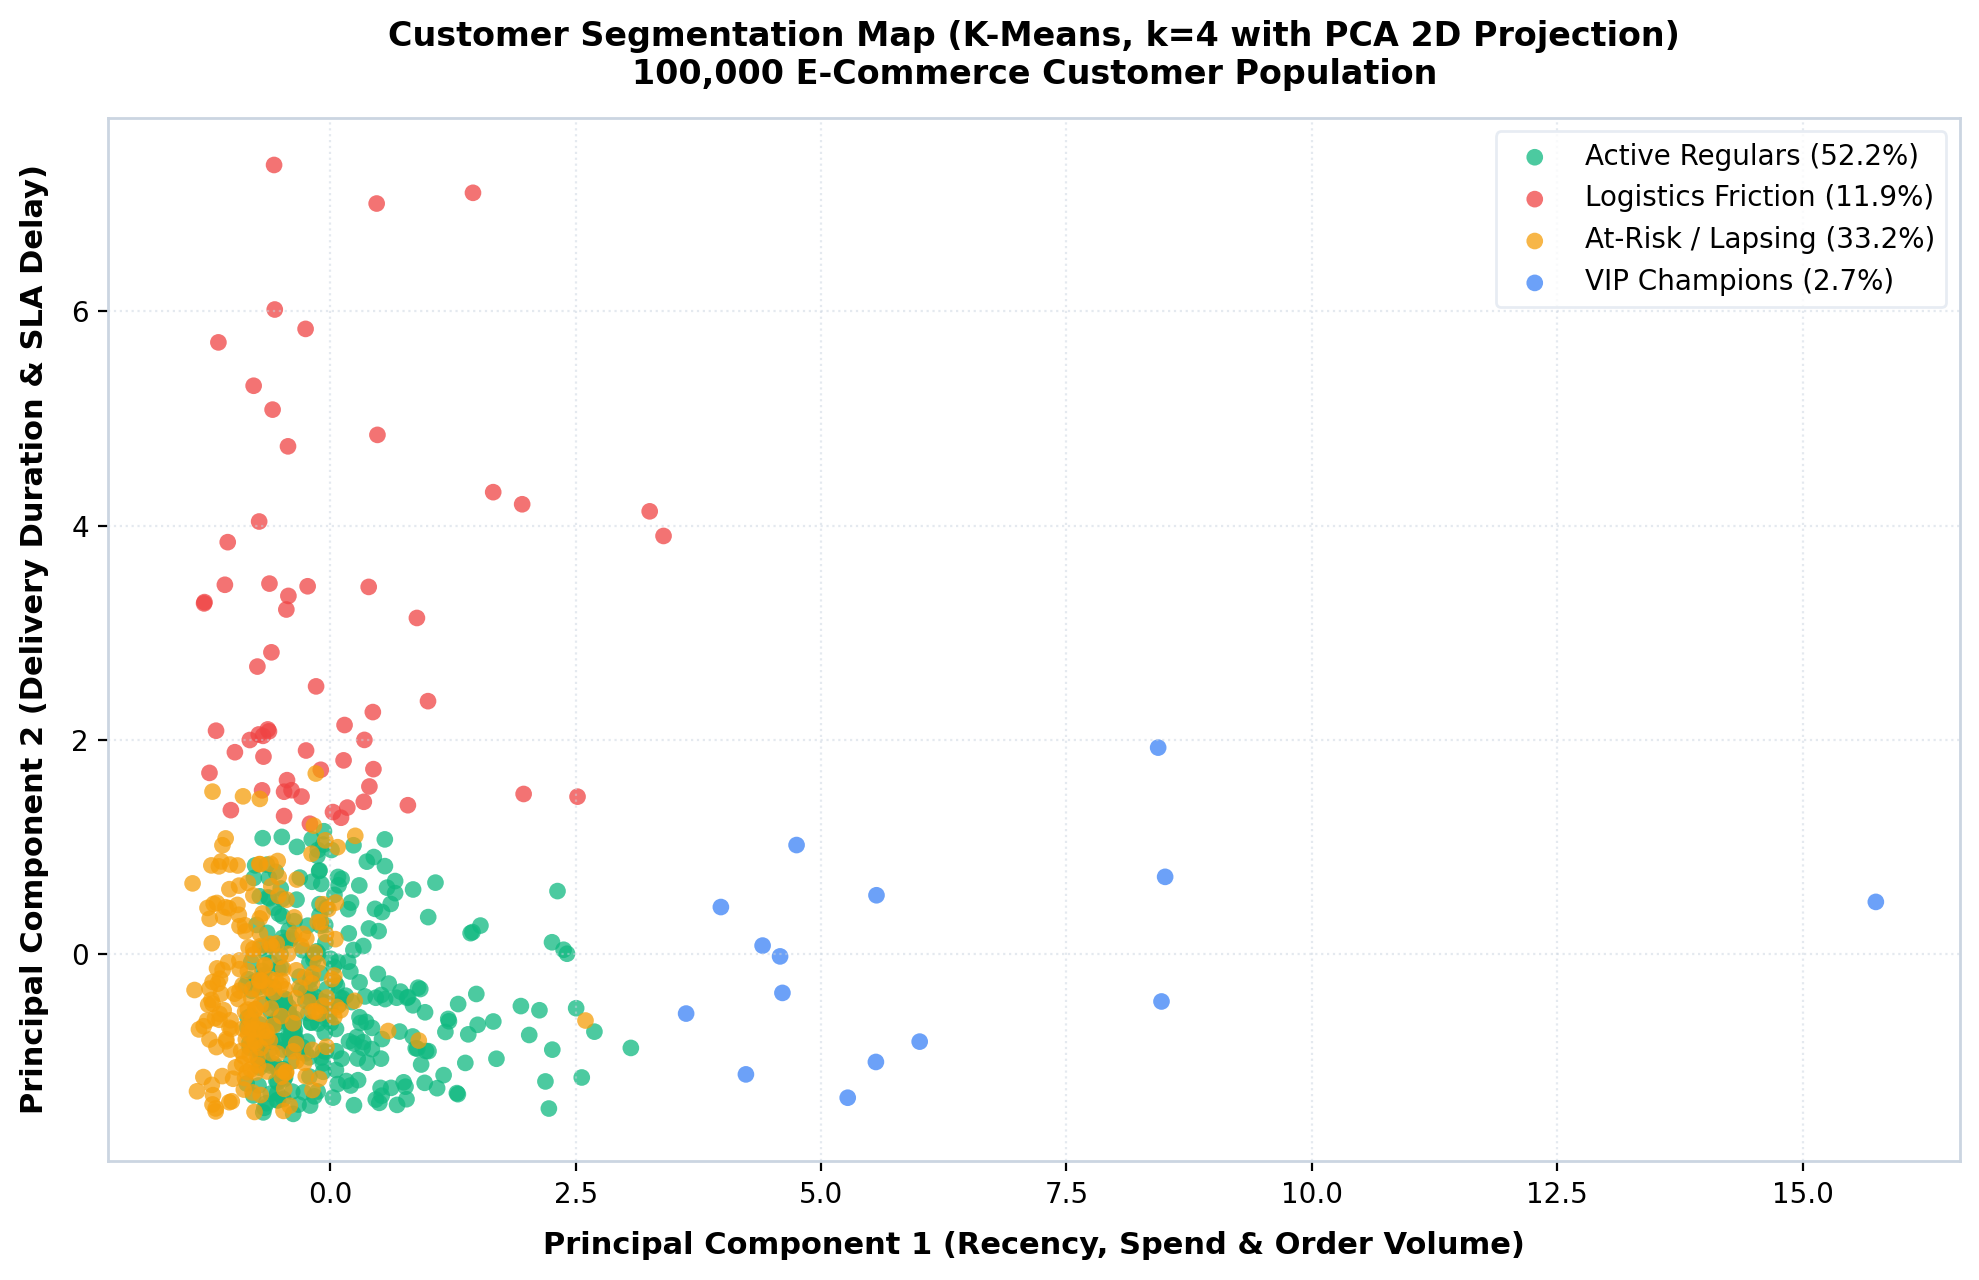 Customer Segmentation Map (K-Means, k=4 with PCA 2D Projection)
100,000 E-Commerce Customer Population
Active Regulars (52.2%)
Logistics Friction (11.9%)
At-Risk / Lapsing (33.2%)
VIP Champions (2.7%)
Principal Component 2 (Delivery Duration & SLA Delay)
6
4
2
0
0.0
2.5
5.0
7.5
10.0
12.5
15.0
Principal Component 1 (Recency, Spend & Order Volume)